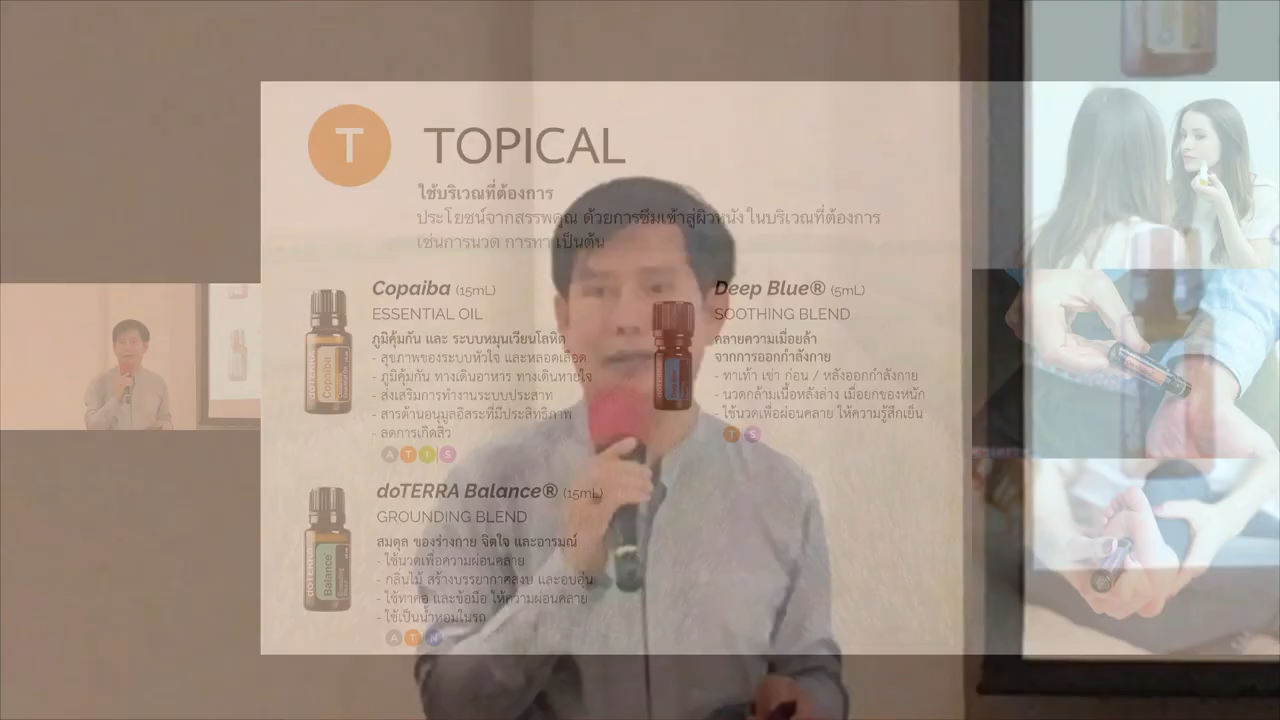 T TOPICAL
ใช้บริเวณที่ต้องการ
ประโยชน์จากสรรพคุณ ด้วยการซึมเข้าสู่ผิวหนัง ในบริเวณที่ต้องการ
เช่นการนวด การทา เป็นต้น
Copaiba (15mL)
ESSENTIAL OIL
ภูมิคุ้มกัน และ ระบบหมุนเวียนโลหิต
- สุขภาพของระบบหัวใจ และหลอดเลือด
- ภูมิคุ้มกัน ทางเดินอาหาร ทางเดินหายใจ
- ส่งเสริมการทำงานระบบประสาท
- สารต้านอนุมูลอิสระที่มีประสิทธิภาพ
- ลดการเกิดสิว
A T I S
dōTERRA
Copaiba
Deep Blue® (5mL)
SOOTHING BLEND
คลายความเมื่อยล้า
จากการออกกำลังกาย
- ทาเท้า เข่า ก่อน / หลังออกกำลังกาย
- นวดกล้ามเนื้อหลังล่าง เมื่อยกของหนัก
- ใช้นวดเพื่อผ่อนคลาย ให้ความรู้สึกเย็น
T S
doTERRA Balance® (15mL)
GROUNDING BLEND
สมดุล ของร่างกาย จิตใจ และอารมณ์
- ใช้นวดเพื่อความผ่อนคลาย
- กลิ่นไม้ สร้างบรรยากาศสงบ และอบอุ่น
- ใช้ทาคอ และข้อมือ ให้ความผ่อนคลาย
- ใช้เป็นน้ำหอมในรถ
A T N
dōTERRA
Balance